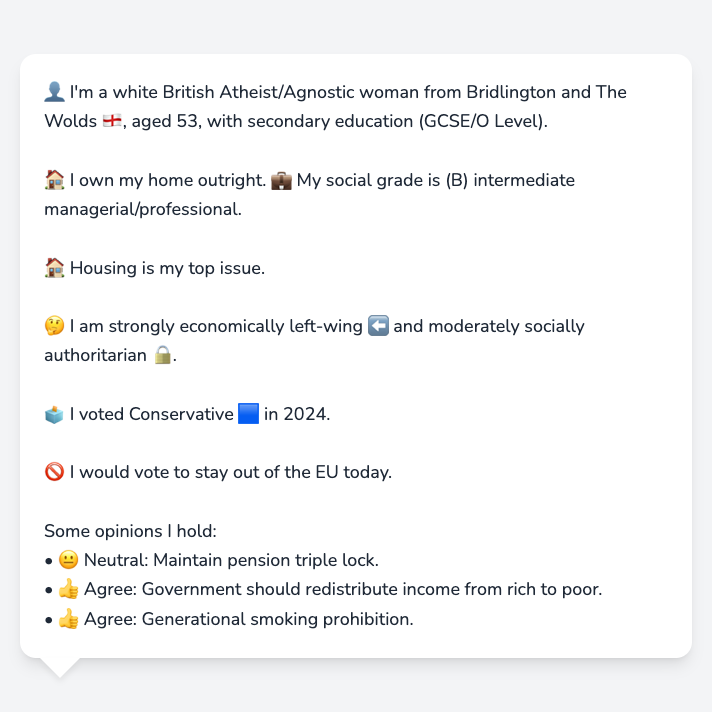 👤 I'm a white British Atheist/Agnostic woman from Bridlington and The
Wolds 🏴󠁧󠁢󠁥󠁮󠁧󠁿, aged 53, with secondary education (GCSE/O Level).
🏠 I own my home outright. 💼 My social grade is (B) intermediate
managerial/professional.
🏠 Housing is my top issue.
🤔 I am strongly economically left-wing ⬅️ and moderately socially
authoritarian 🔒.
🗳️ I voted Conservative 🟦 in 2024.
🚫 I would vote to stay out of the EU today.
Some opinions I hold:
• 😐 Neutral: Maintain pension triple lock.
• 👍 Agree: Government should redistribute income from rich to poor.
• 👍 Agree: Generational smoking prohibition.